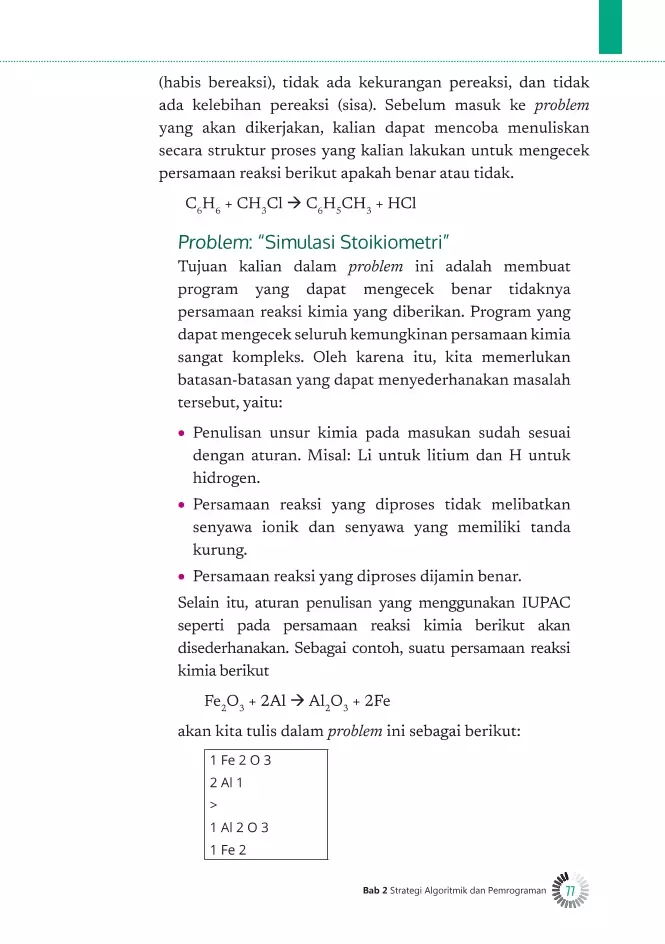 (habis bereaksi), tidak ada kekurangan pereaksi, dan tidak
ada kelebihan pereaksi (sisa). Sebelum masuk ke problem
yang akan dikerjakan, kalian dapat mencoba menuliskan
secara struktur proses yang kalian lakukan untuk mengecek
persamaan reaksi berikut apakah benar atau tidak.
C₆H₆ + CH₃Cl → C₆H₅CH₃ + HCl
Problem: “Simulasi Stoikiometri”
Tujuan kalian dalam problem ini adalah membuat
program yang dapat mengecek benar tidaknya
persamaan reaksi kimia yang diberikan. Program yang
dapat mengecek seluruh kemungkinan persamaan kimia
sangat kompleks. Oleh karena itu, kita memerlukan
batasan-batasan yang dapat menyederhanakan masalah
tersebut, yaitu:
• Penulisan unsur kimia pada masukan sudah sesuai
dengan aturan. Misal: Li untuk litium dan H untuk
hidrogen.
• Persamaan reaksi yang diproses tidak melibatkan
senyawa ionik dan senyawa yang memiliki tanda
kurung.
• Persamaan reaksi yang diproses dijamin benar.
Selain itu, aturan penulisan yang menggunakan IUPAC
seperti pada persamaan reaksi kimia berikut akan
disederhanakan. Sebagai contoh, suatu persamaan reaksi
kimia berikut
Fe₂O₃ + 2Al → Al₂O₃ + 2Fe
akan kita tulis dalam problem ini sebagai berikut:
1 Fe 2 O 3
2 Al 1
>
1 Al 2 O 3
1 Fe 2
Bab 2 Strategi Algoritmik dan Pemrograman 77